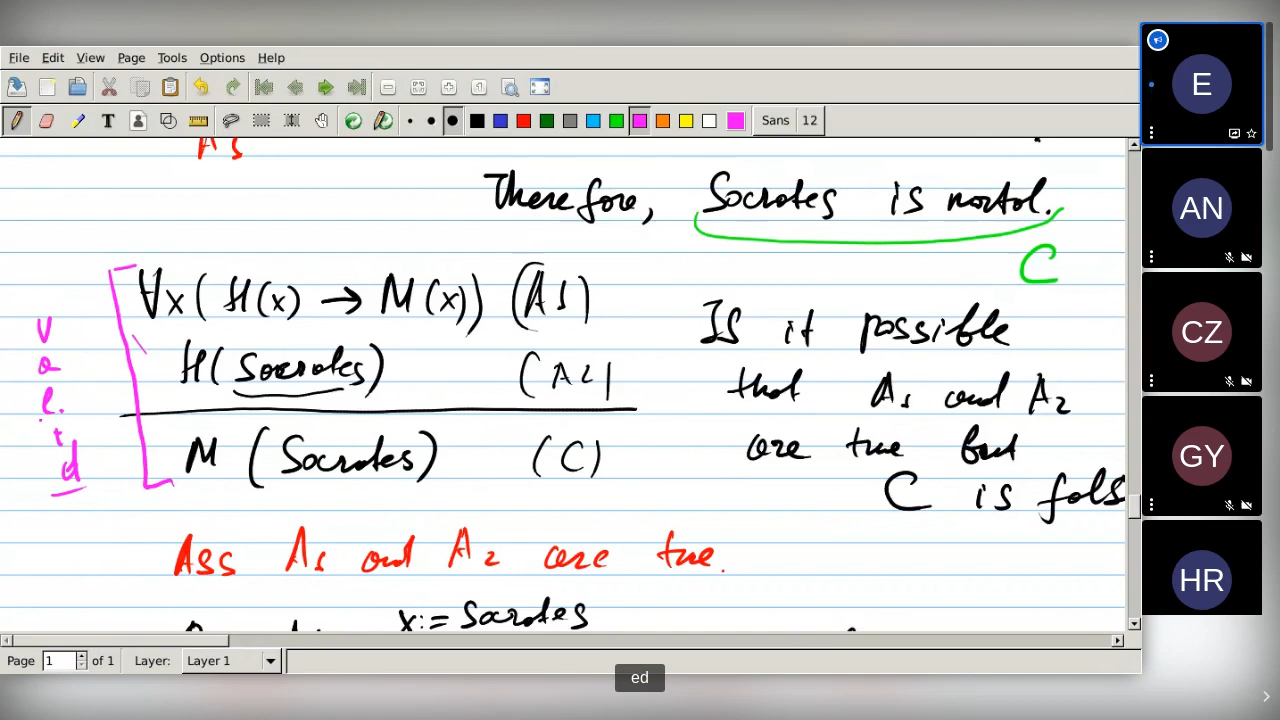 File Edit View Page Tools Options Help
Sans 12
As
Therefore, Socrates is mortal.
C
∀x(H(x) → M(x)) (A1)
H(Socrates) (A2)
M (Socrates) (C)
valid
Is it possible
that A1 and A2
are true but
C is fals
Ass A1 and A2 are true.
x:= Socrates
Page 1 of 1 Layer: Layer 1
ed
E
AN
CZ
GY
HR